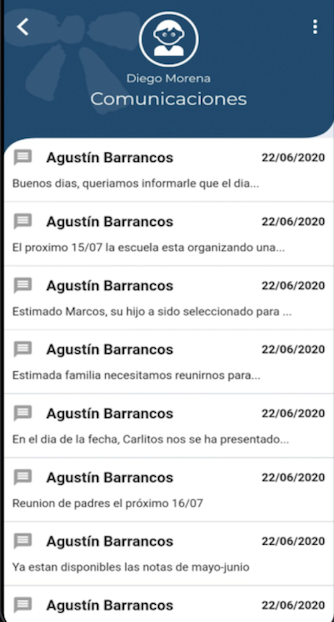 Diego Morena
Comunicaciones
Agustín Barrancos 22/06/2020
Buenos dias, queriamos informarle que el dia...
Agustín Barrancos 22/06/2020
El proximo 15/07 la escuela esta organizando una...
Agustín Barrancos 22/06/2020
Estimado Marcos, su hijo a sido seleccionado para ...
Agustín Barrancos 22/06/2020
Estimada familia necesitamos reunirnos para...
Agustín Barrancos 22/06/2020
En el dia de la fecha, Carlitos nos se ha presentado...
Agustín Barrancos 22/06/2020
Reunion de padres el próximo 16/07
Agustín Barrancos 22/06/2020
Ya estan disponibles las notas de mayo-junio
Agustín Barrancos 22/06/2020